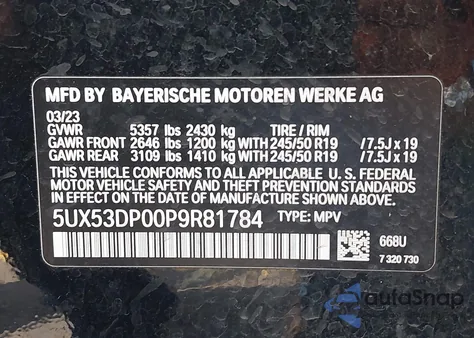 MFD BY BAYERISCHE MOTOREN WERKE AG
03/23
GVWR 5357 lbs 2430 kg TIRE / RIM
GAWR FRONT 2646 lbs 1200 kg WITH 245/50 R19 /7.5J x 19
GAWR REAR 3109 lbs 1410 kg WITH 245/50 R19 /7.5J x 19
THIS VEHICLE CONFORMS TO ALL APPLICABLE U. S. FEDERAL
MOTOR VEHICLE SAFETY, BUMPER, AND THEFT PREVENTION STANDARDS
IN EFFECT ON THE DATE OF MANUFACTURE SHOWN ABOVE.
5UX53DP00P9R81784 TYPE: MPV
668U
7 320 730
autoSnap